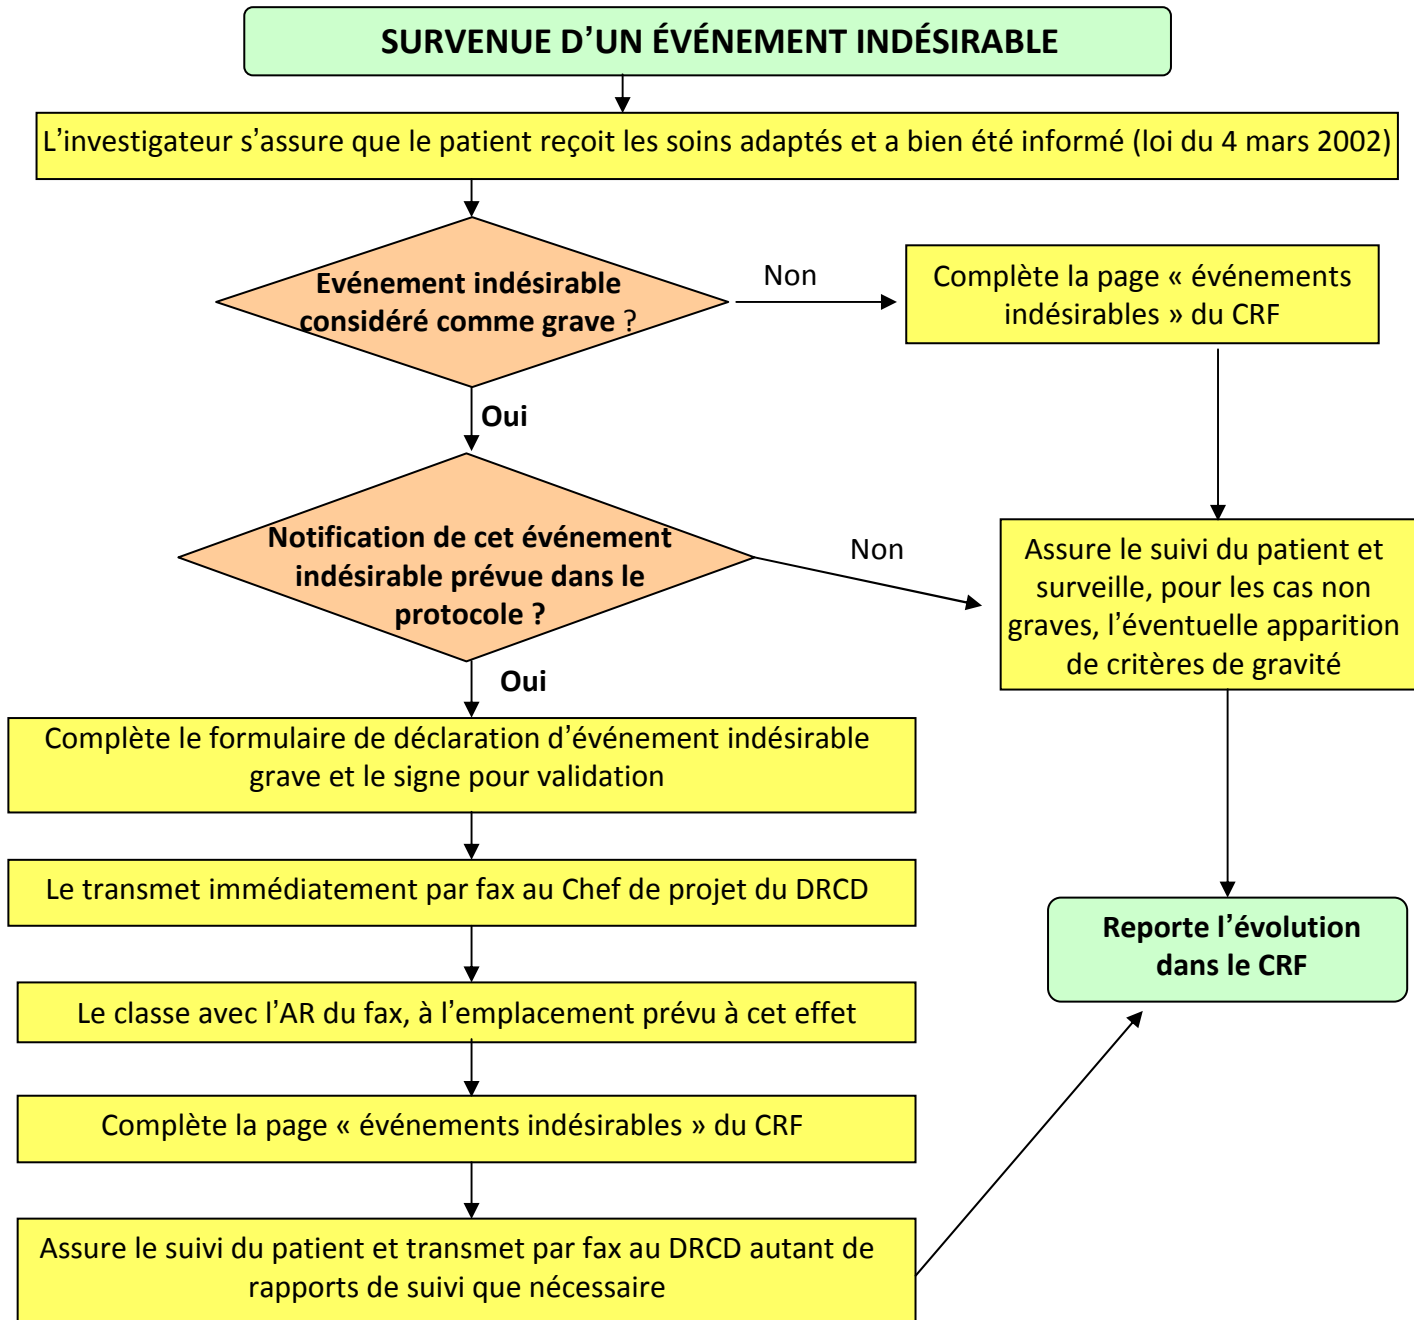 SURVENUE D’UN ÉVÉNEMENT INDÉSIRABLE
L’investigateur s’assure que le patient reçoit les soins adaptés et a bien été informé (loi du 4 mars 2002)
Evénement indésirable
considéré comme grave ?
Non
Complète la page « événements
indésirables » du CRF
Oui
Notification de cet événement
indésirable prévue dans le
protocole ?
Non
Assure le suivi du patient et
surveille, pour les cas non
graves, l’éventuelle apparition
de critères de gravité
Oui
Complète le formulaire de déclaration d’événement indésirable
grave et le signe pour validation
Le transmet immédiatement par fax au Chef de projet du DRCD
Reporte l’évolution
dans le CRF
Le classe avec l’AR du fax, à l’emplacement prévu à cet effet
Complète la page « événements indésirables » du CRF
Assure le suivi du patient et transmet par fax au DRCD autant de
rapports de suivi que nécessaire